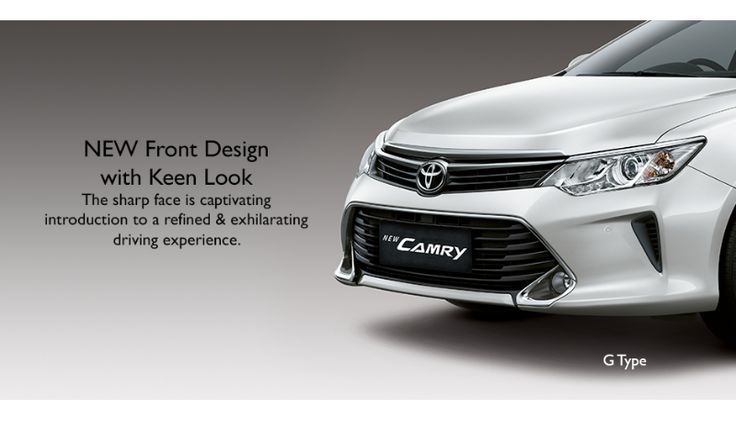 NEW Front Design
with Keen Look
The sharp face is captivating
introduction to a refined & exhilarating
driving experience.
NEW CAMRY
G Type